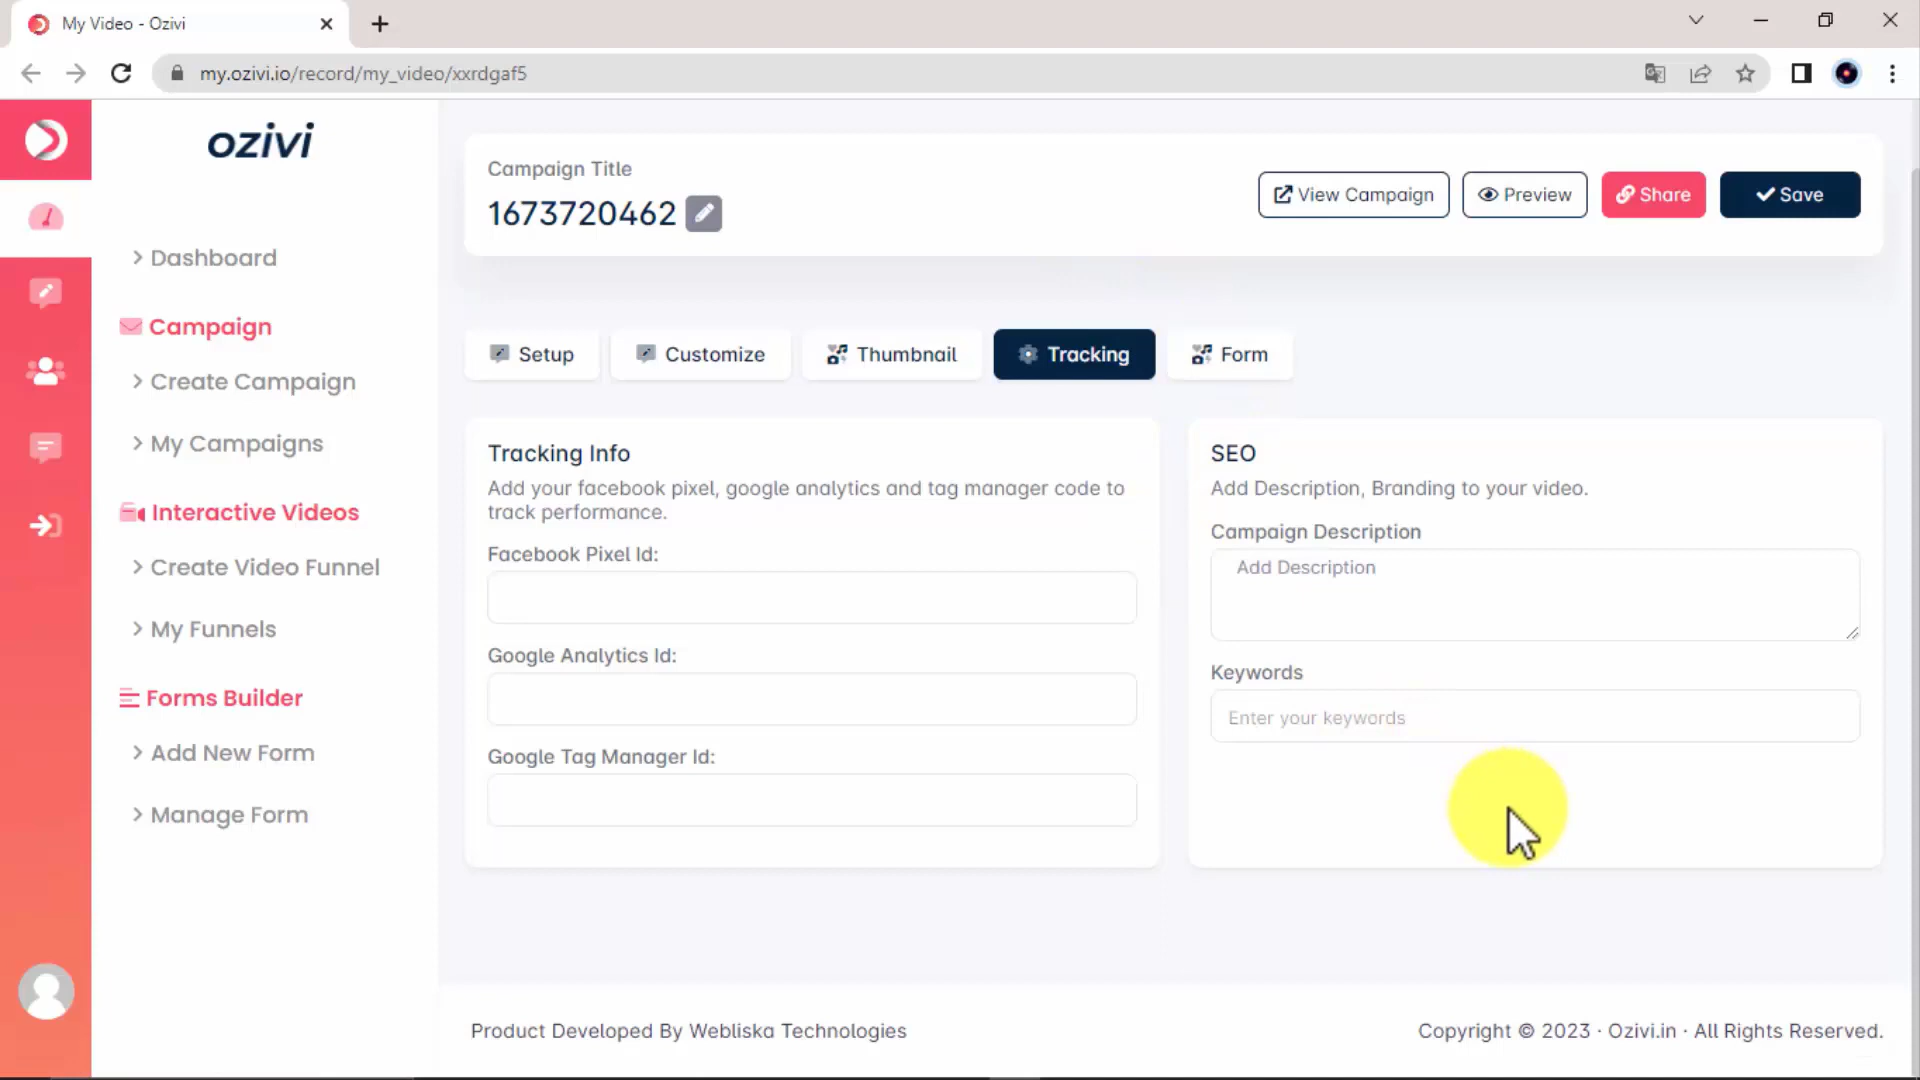 My Video - Ozivi
my.ozivi.io/record/my_video/xxrdgaf5
ozivi
Dashboard
Campaign
Create Campaign
My Campaigns
Interactive Videos
Create Video Funnel
My Funnels
Forms Builder
Add New Form
Manage Form
Campaign Title
1673720462
View Campaign
Preview
Share
Save
Setup
Customize
Thumbnail
Tracking
Form
Tracking Info
Add your facebook pixel, google analytics and tag manager code to
track performance.
Facebook Pixel Id:
Google Analytics Id:
Google Tag Manager Id:
SEO
Add Description, Branding to your video.
Campaign Description
Add Description
Keywords
Enter your keywords
Product Developed By Webliska Technologies
Copyright © 2023 · Ozivi.in · All Rights Reserved.